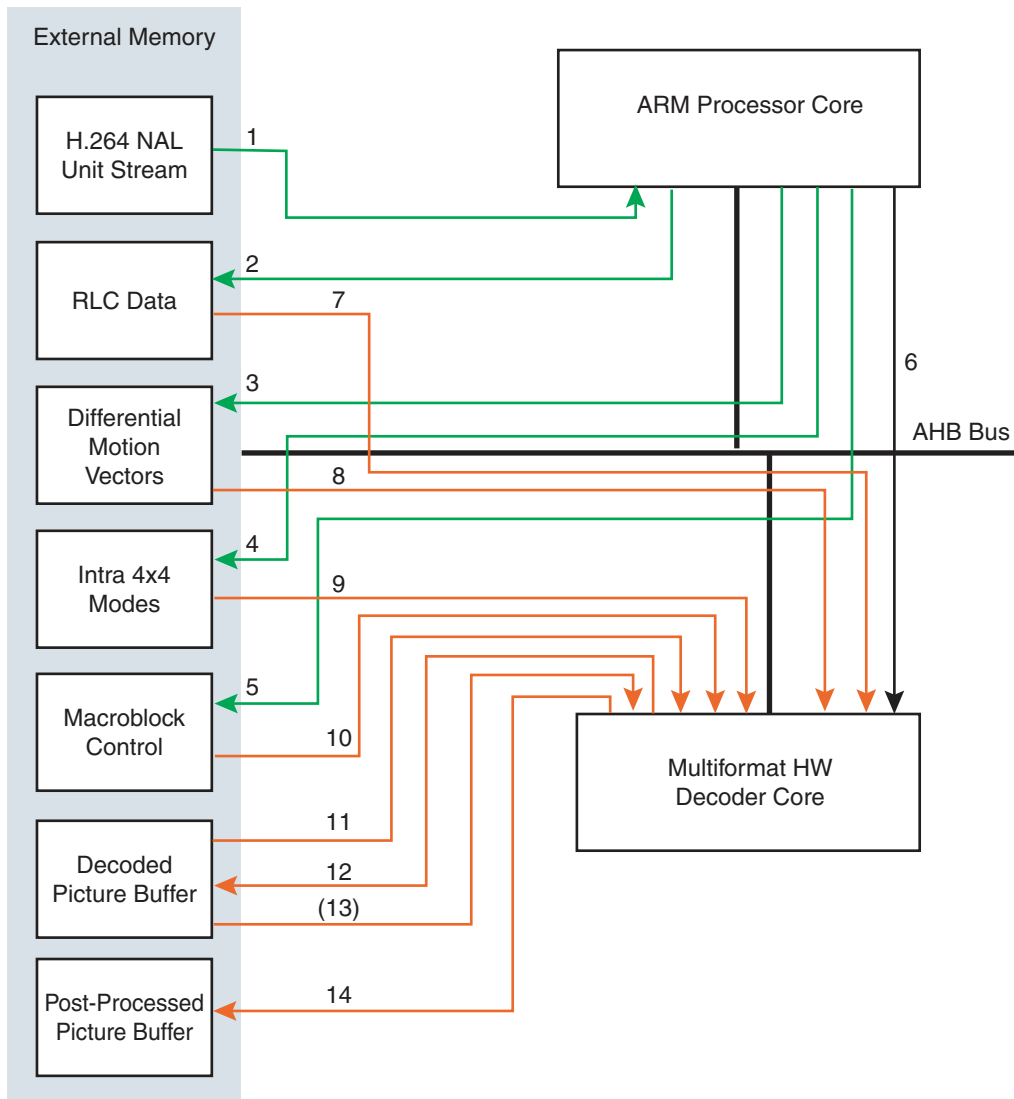 External Memory
ARM Processor Core
H.264 NAL
Unit Stream
1
RLC Data
2
7
6
Differential
Motion
Vectors
3
AHB Bus
8
Intra 4x4
Modes
4
9
Macroblock
Control
5
10
Multiformat HW
Decoder Core
Decoded
Picture Buffer
11
12
(13)
Post-Processed
Picture Buffer
14